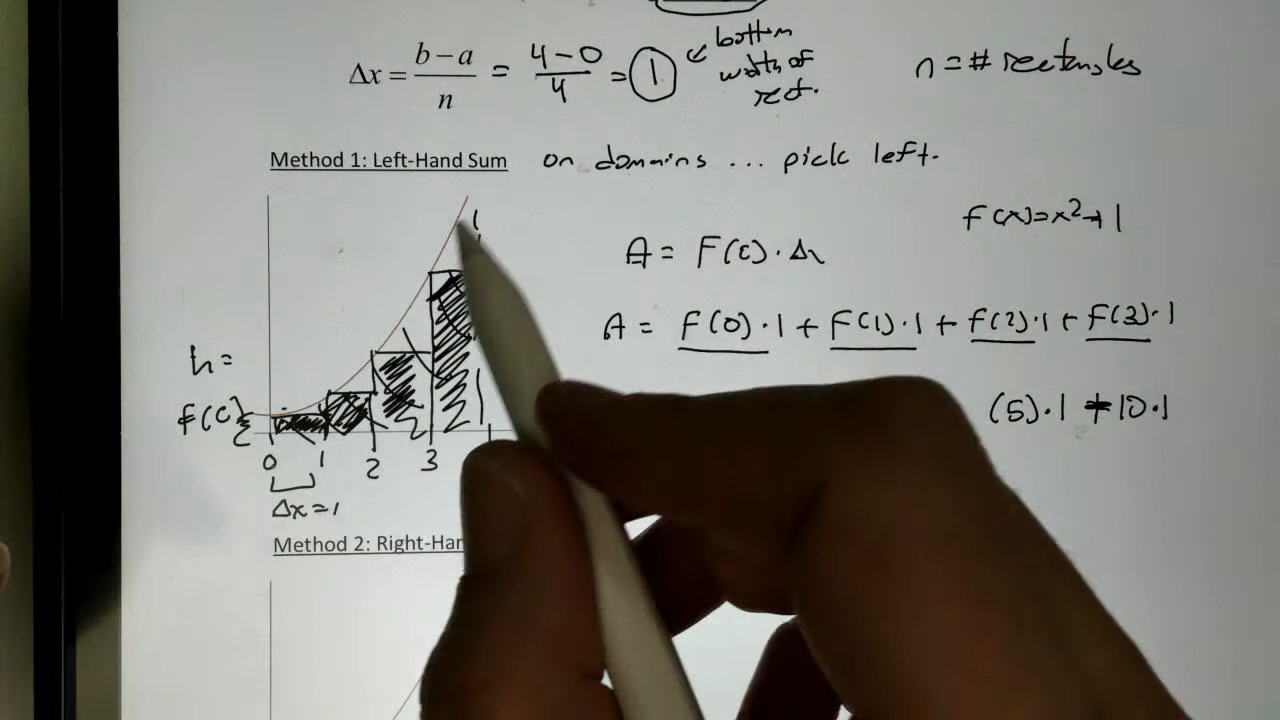 Δx = b − a / n = 4 − 0 / 4 = 1 bottom width of rect. n = # rectangles
Method 1: Left-Hand Sum on domains ... pick left.
f(x) = x² + 1
A = F(c) · Δx
A = F(0) · 1 + F(1) · 1 + f(2) · 1 + f(3) · 1
h =
f(c)
(5) · 1 + 10 · 1
0 1 2 3
Δx = 1
Method 2: Right-Han